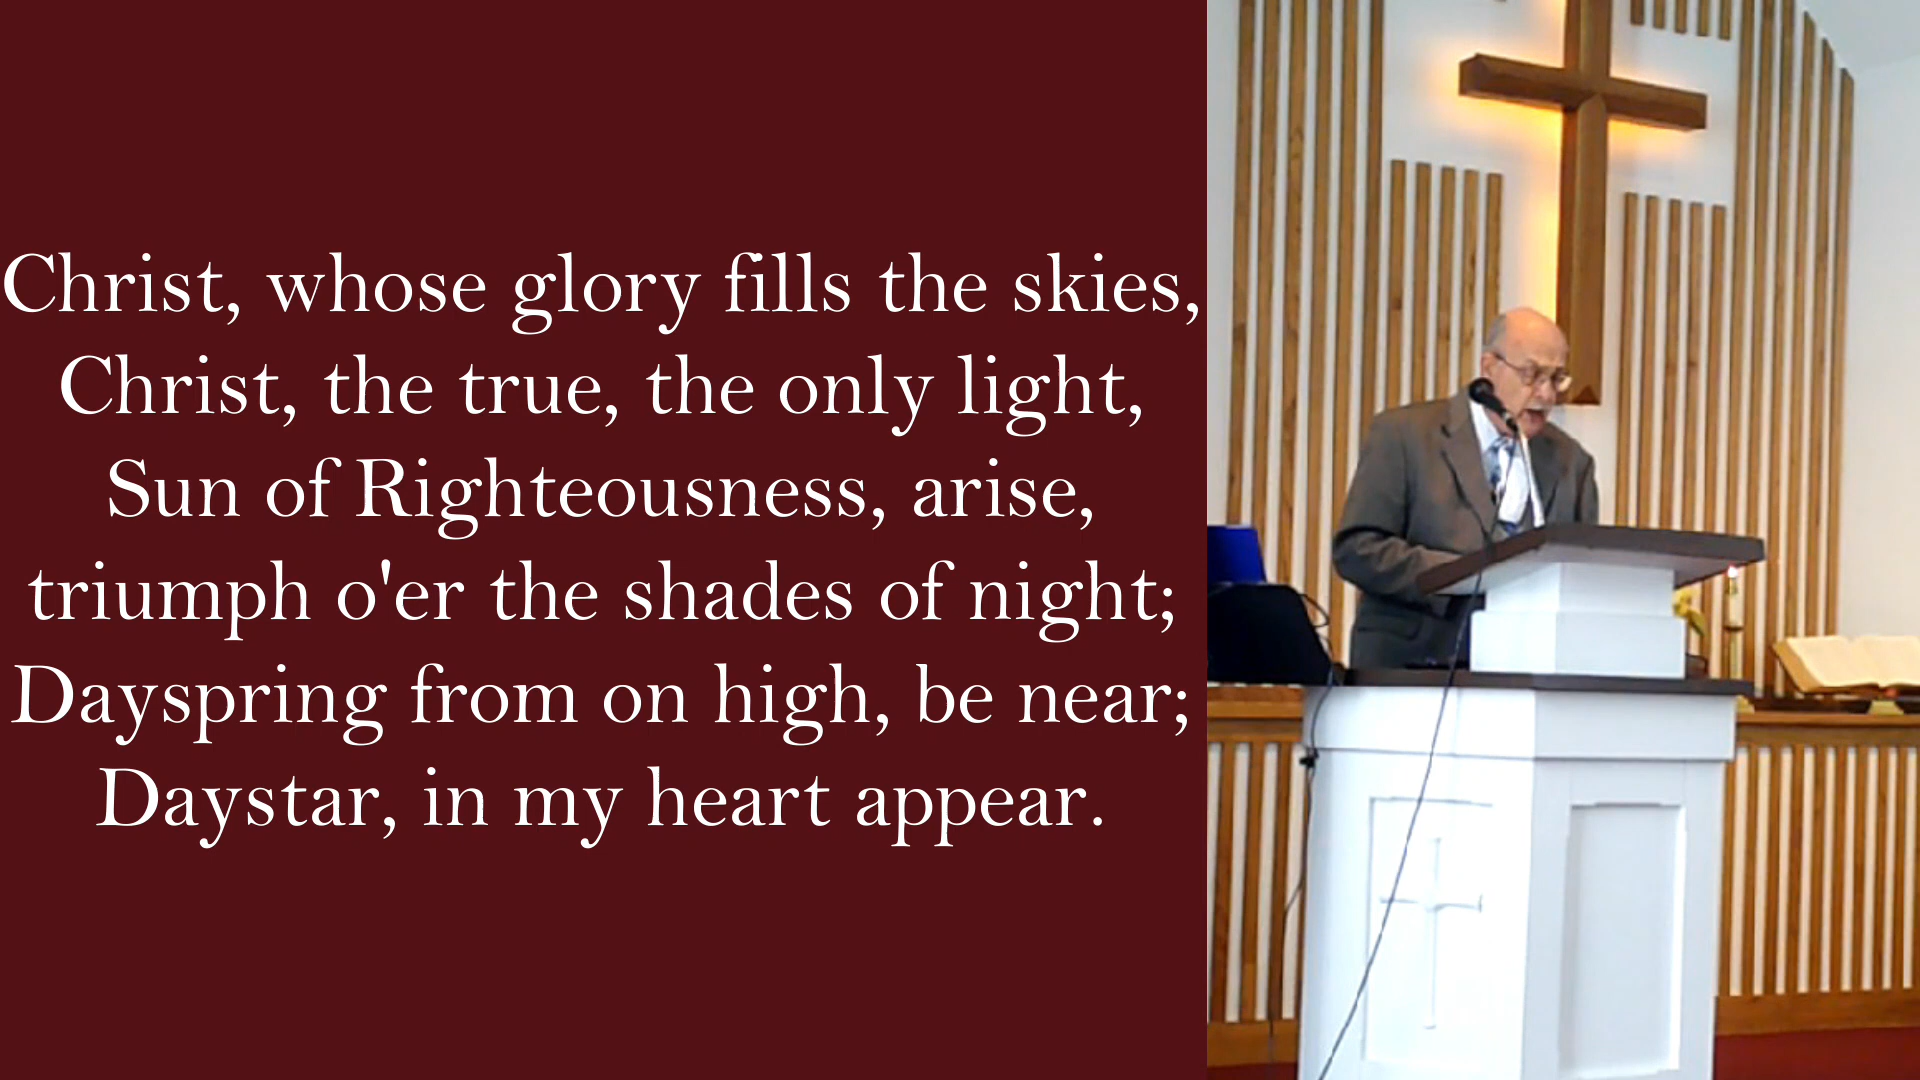 Christ, whose glory fills the skies,
Christ, the true, the only light,
Sun of Righteousness, arise,
triumph o'er the shades of night;
Dayspring from on high, be near;
Daystar, in my heart appear.